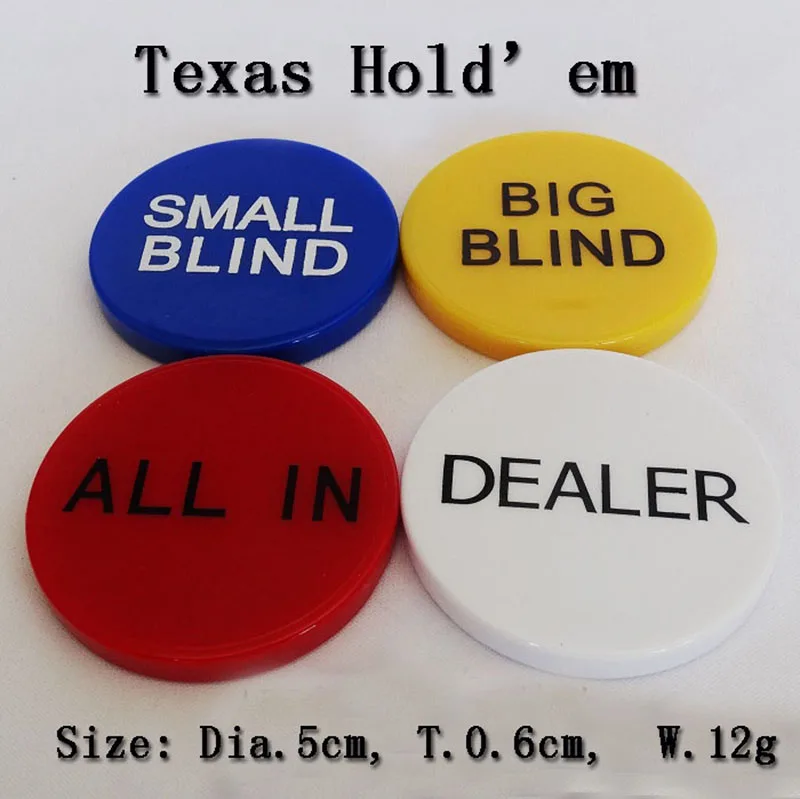 Texas Hold’ em
SMALL
BLIND
BIG
BLIND
ALL IN
DEALER
Size: Dia.5cm, T.0.6cm, W.12g